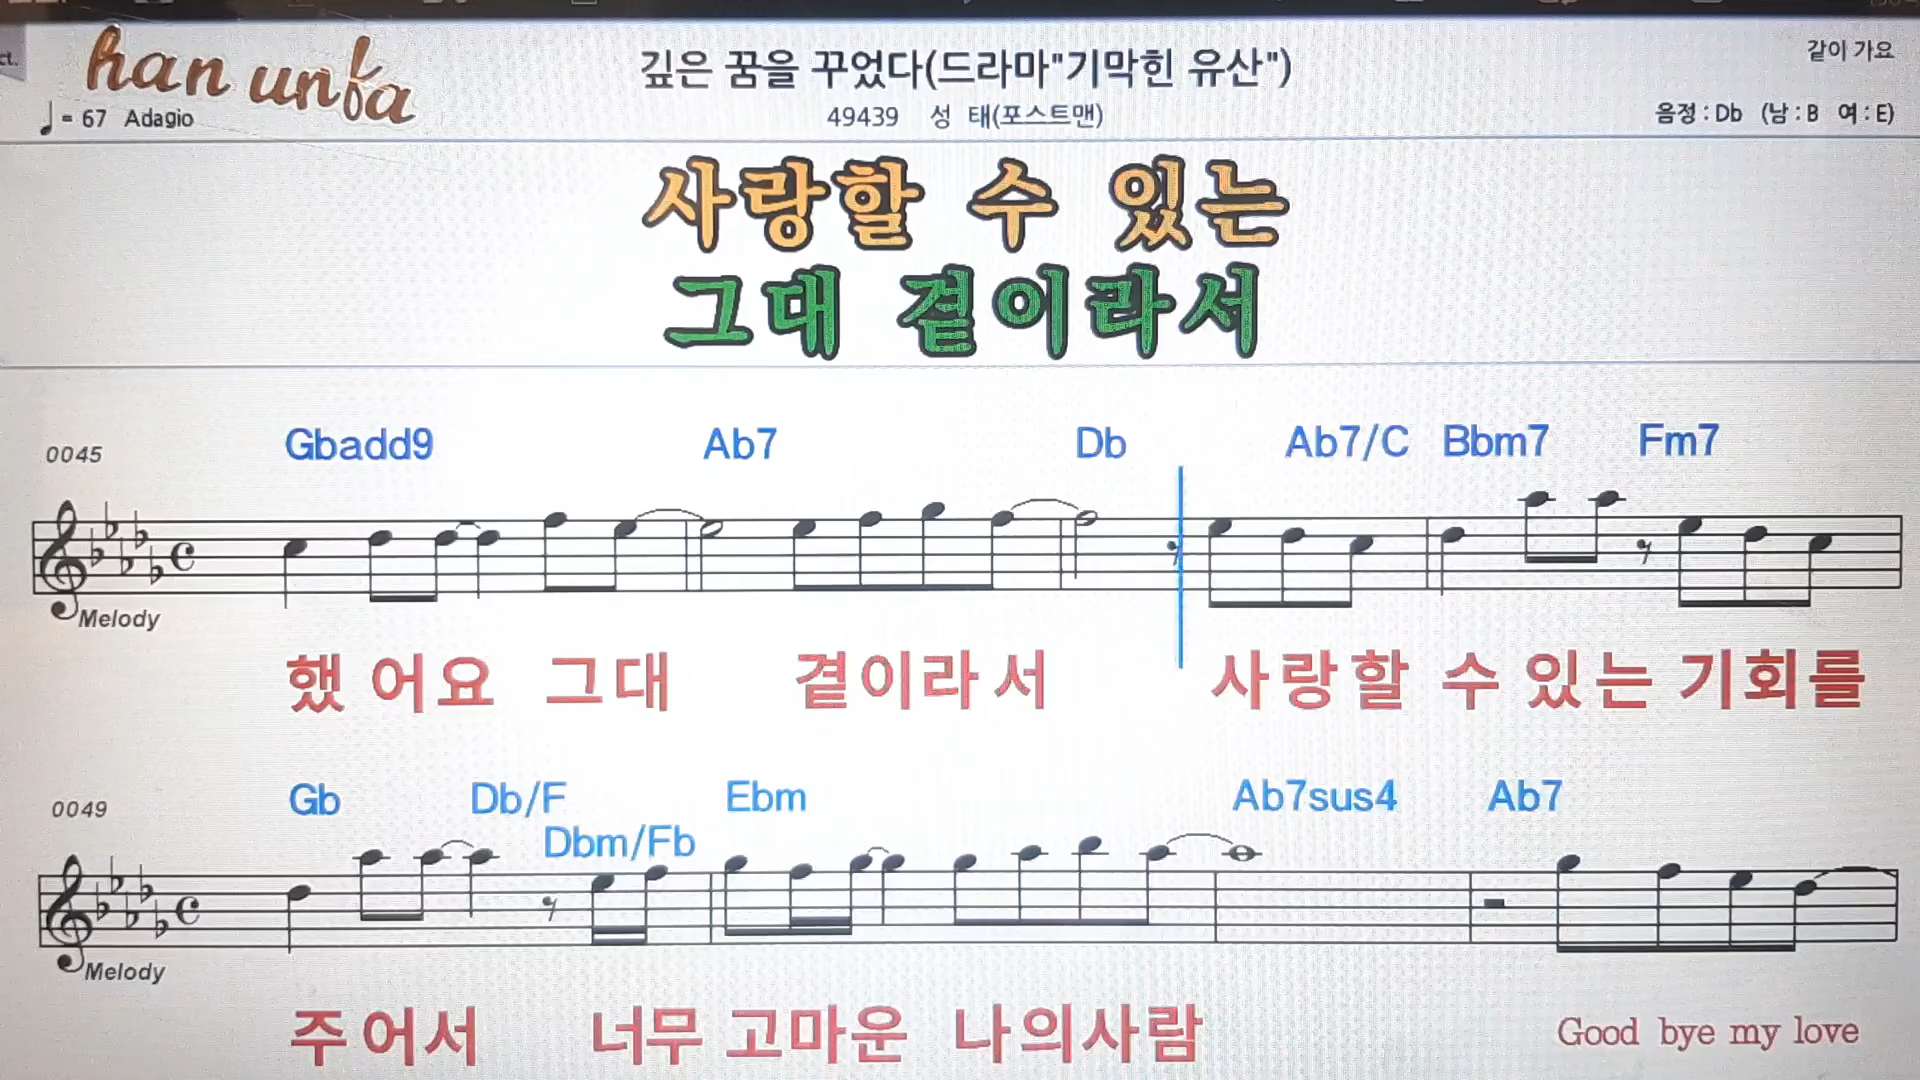 han unfa
깊은 꿈을 꾸었다(드라마"기막힌 유산")
같이 가요
= 67 Adagio
49439 성 태(포스트맨)
음정 : Db (남 : B 여 : E)
사랑할 수 있는
그대 곁이라서
0045 Gbadd9 Ab7 Db Ab7/C Bbm7 Fm7
Melody
했어요 그대 곁이라서 사랑할 수 있는 기회를
0049 Gb Db/F Dbm/Fb Ebm Ab7sus4 Ab7
Melody
주어서 너무 고마운 나의사람 Good bye my love